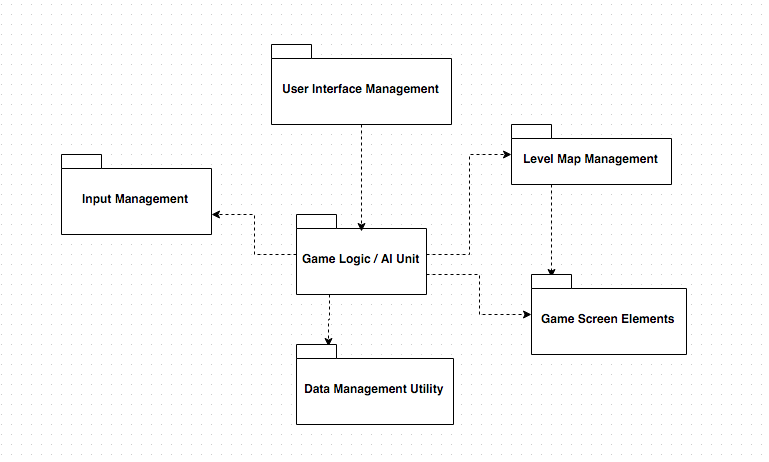 User Interface Management
Level Map Management
Input Management
Game Logic / AI Unit
Game Screen Elements
Data Management Utility